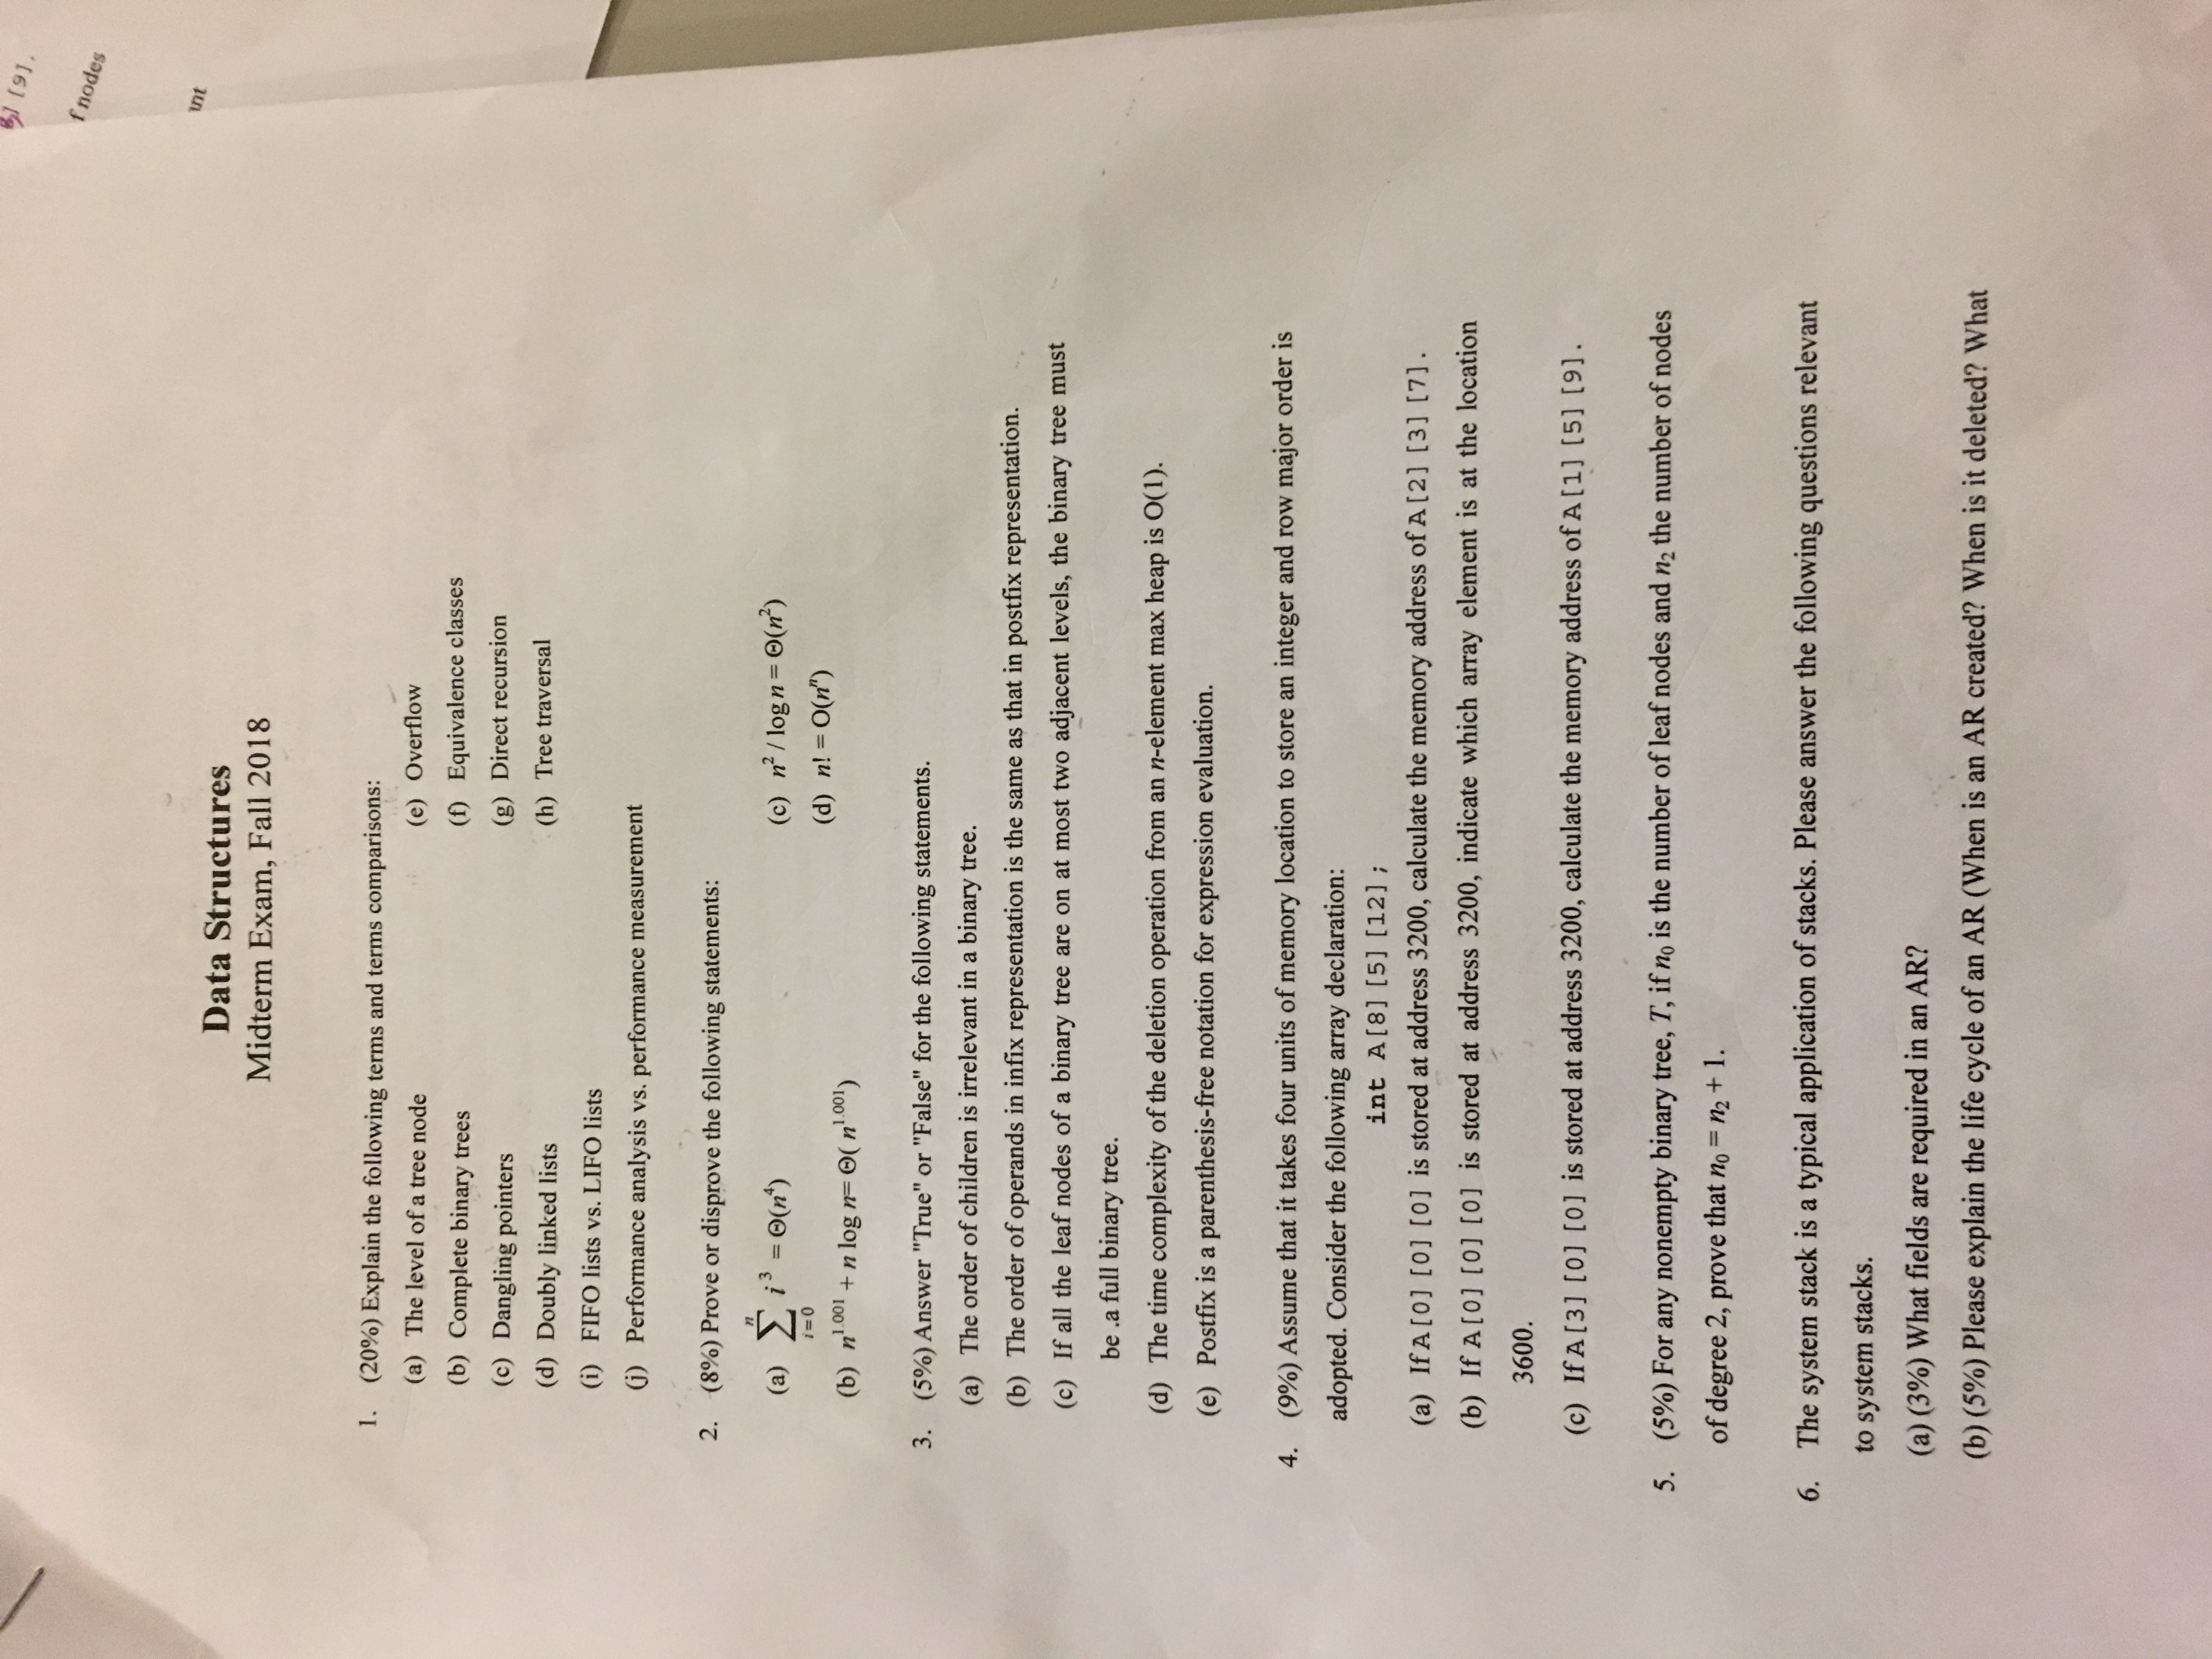 ] [9].
f nodes
Data Structures
Midterm Exam, Fall 2018
1. (20%) Explain the following terms and terms comparisons:
(a) The level of a tree node
(e) Overflow
(b) Complete binary trees
(f) Equivalence classes
(c) Dangling pointers
(g) Direct recursion
(d) Doubly linked lists
(h) Tree traversal
(i) FIFO lists vs. LIFO lists
(j) Performance analysis vs. performance measurement
2. (8%) Prove or disprove the following statements:
(a) ∑_{i=0}^{n} i³ = Θ(n⁴)
(c) n² / log n = Θ(n²)
(d) n! = O(nⁿ)
(b) n^{1.001} + n log n= Θ( n^{1.001})
3. (5%) Answer "True" or "False" for the following statements.
(a) The order of children is irrelevant in a binary tree.
(b) The order of operands in infix representation is the same as that in postfix representation.
(c) If all the leaf nodes of a binary tree are on at most two adjacent levels, the binary tree must
be .a full binary tree.
(d) The time complexity of the deletion operation from an n-element max heap is O(1).
(e) Postfix is a parenthesis-free notation for expression evaluation.
4. (9%) Assume that it takes four units of memory location to store an integer and row major order is
adopted. Consider the following array declaration:
int A[8] [5] [12] ;
(a) If A[0] [0] [0] is stored at address 3200, calculate the memory address of A[2] [3] [7].
(b) If A[0] [0] [0] is stored at address 3200, indicate which array element is at the location
3600.
(c) If A[3] [0] [0] is stored at address 3200, calculate the memory address of A[1] [5] [9].
5. (5%) For any nonempty binary tree, T, if n₀ is the number of leaf nodes and n₂ the number of nodes
of degree 2, prove that n₀ = n₂ + 1.
6. The system stack is a typical application of stacks. Please answer the following questions relevant
to system stacks.
(a) (3%) What fields are required in an AR?
(b) (5%) Please explain the life cycle of an AR (When is an AR created? When is it deleted? What